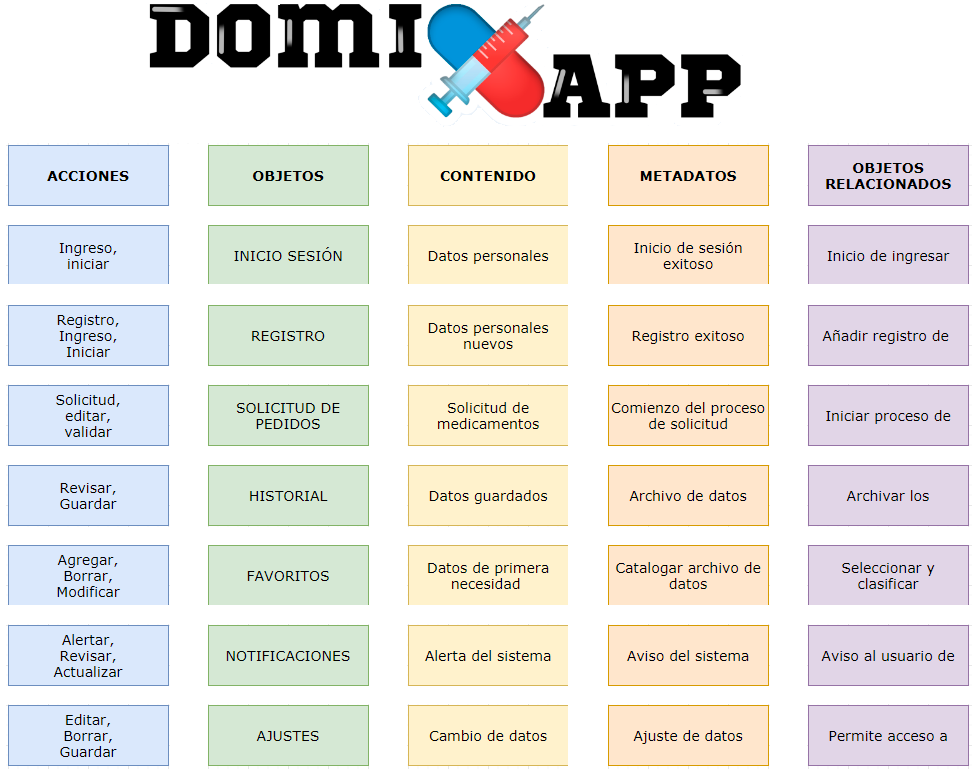 DOMI APP
ACCIONES
OBJETOS
CONTENIDO
METADATOS
OBJETOS
RELACIONADOS
Ingreso,
iniciar
INICIO SESIÓN
Datos personales
Inicio de sesión
exitoso
Inicio de ingresar
Registro,
Ingreso,
Iniciar
REGISTRO
Datos personales
nuevos
Registro exitoso
Añadir registro de
Solicitud,
editar,
validar
SOLICITUD DE
PEDIDOS
Solicitud de
medicamentos
Comienzo del proceso
de solicitud
Iniciar proceso de
Revisar,
Guardar
HISTORIAL
Datos guardados
Archivo de datos
Archivar los
Agregar,
Borrar,
Modificar
FAVORITOS
Datos de primera
necesidad
Catalogar archivo de
datos
Seleccionar y
clasificar
Alertar,
Revisar,
Actualizar
NOTIFICACIONES
Alerta del sistema
Aviso del sistema
Aviso al usuario de
Editar,
Borrar,
Guardar
AJUSTES
Cambio de datos
Ajuste de datos
Permite acceso a